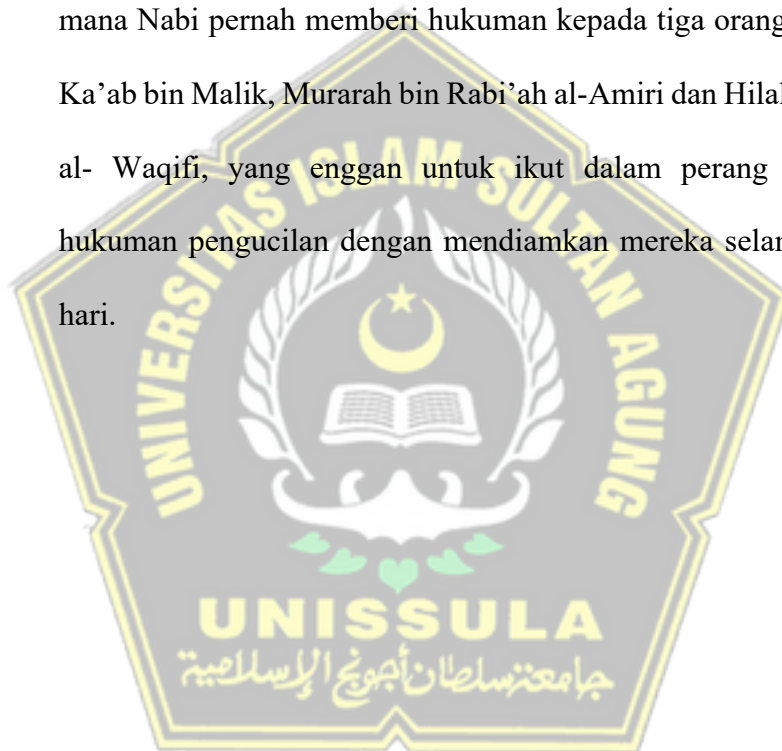 mana Nabi pernah memberi hukuman kepada tiga orang
Ka’ab bin Malik, Murarah bin Rabi’ah al-Amiri dan Hilal
al- Waqifi, yang enggan untuk ikut dalam perang
hukuman pengucilan dengan mendiamkan mereka selam
hari.
UNIVERSITAS ISLAM SULTAN AGUNG
UNISSULA
جامعتنسلطان أجونج الإسلامية